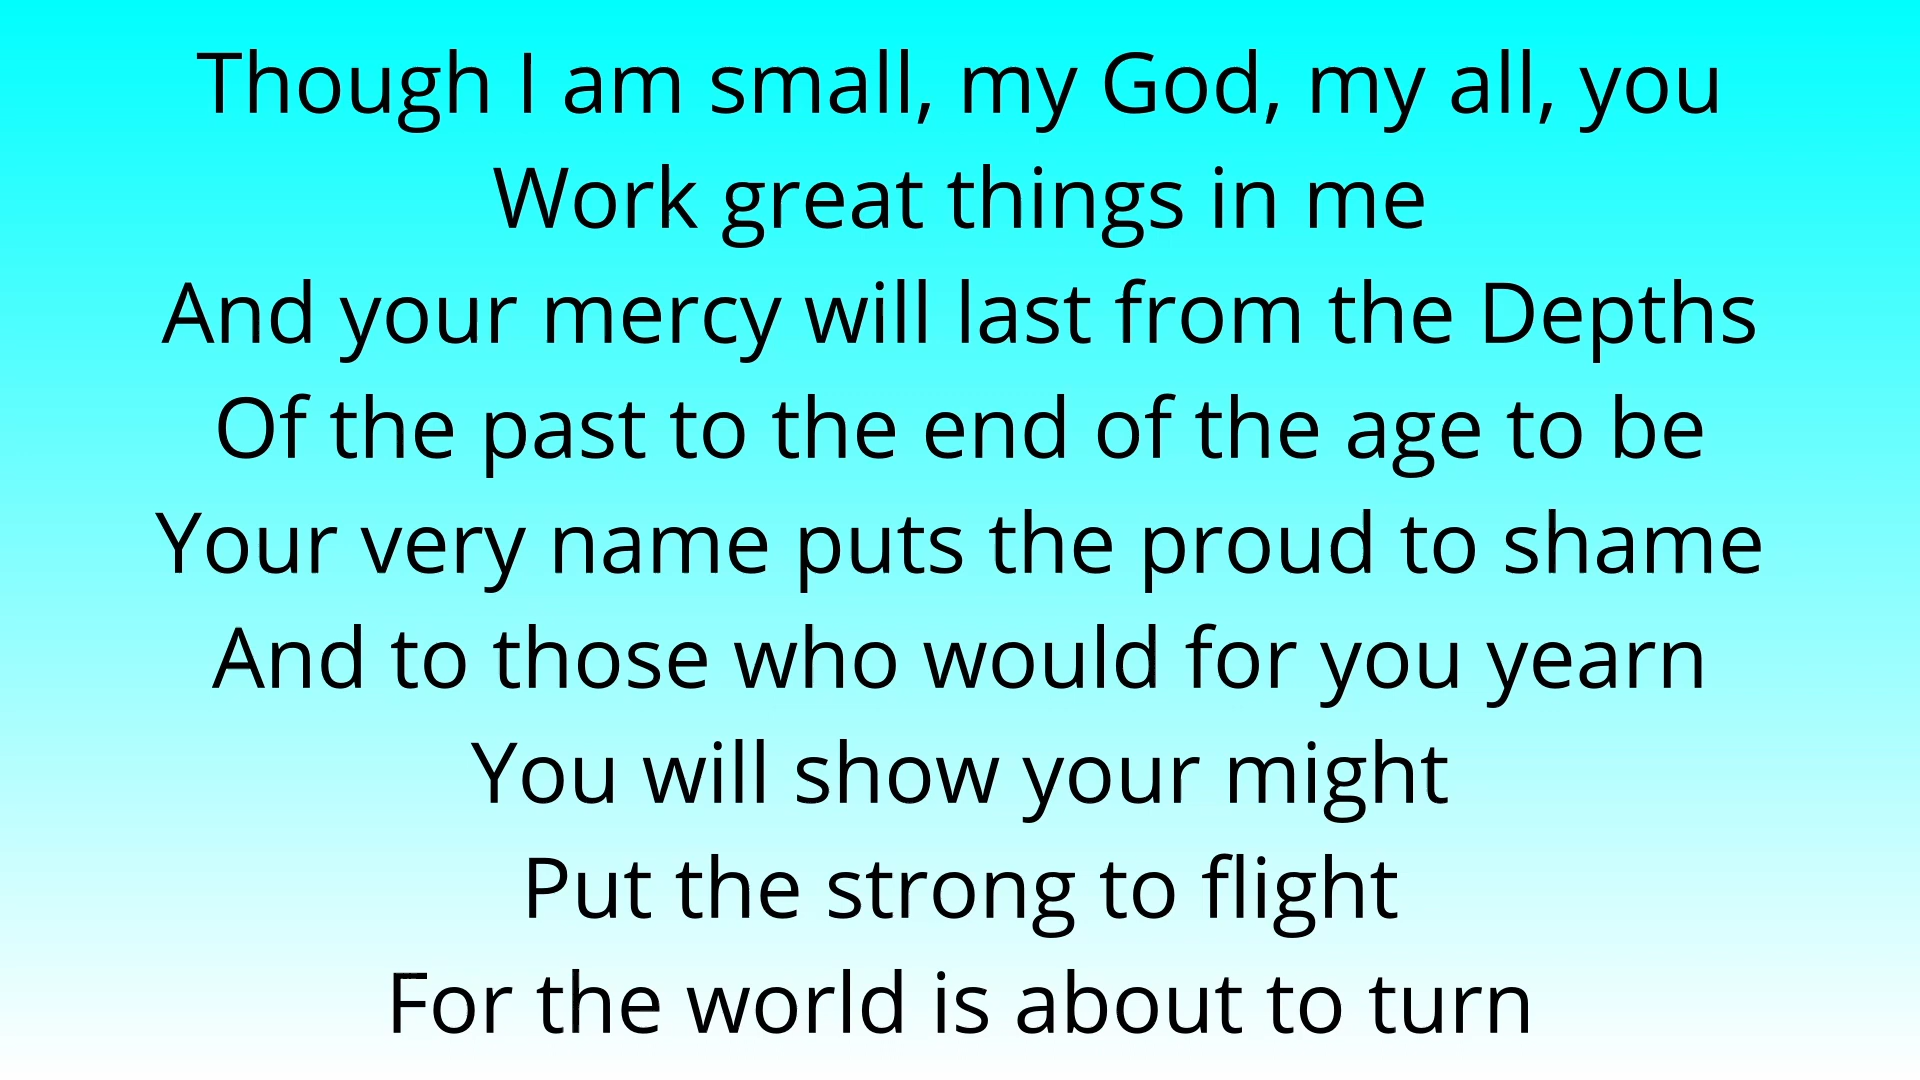 Though I am small, my God, my all, you
Work great things in me
And your mercy will last from the Depths
Of the past to the end of the age to be
Your very name puts the proud to shame
And to those who would for you yearn
You will show your might
Put the strong to flight
For the world is about to turn